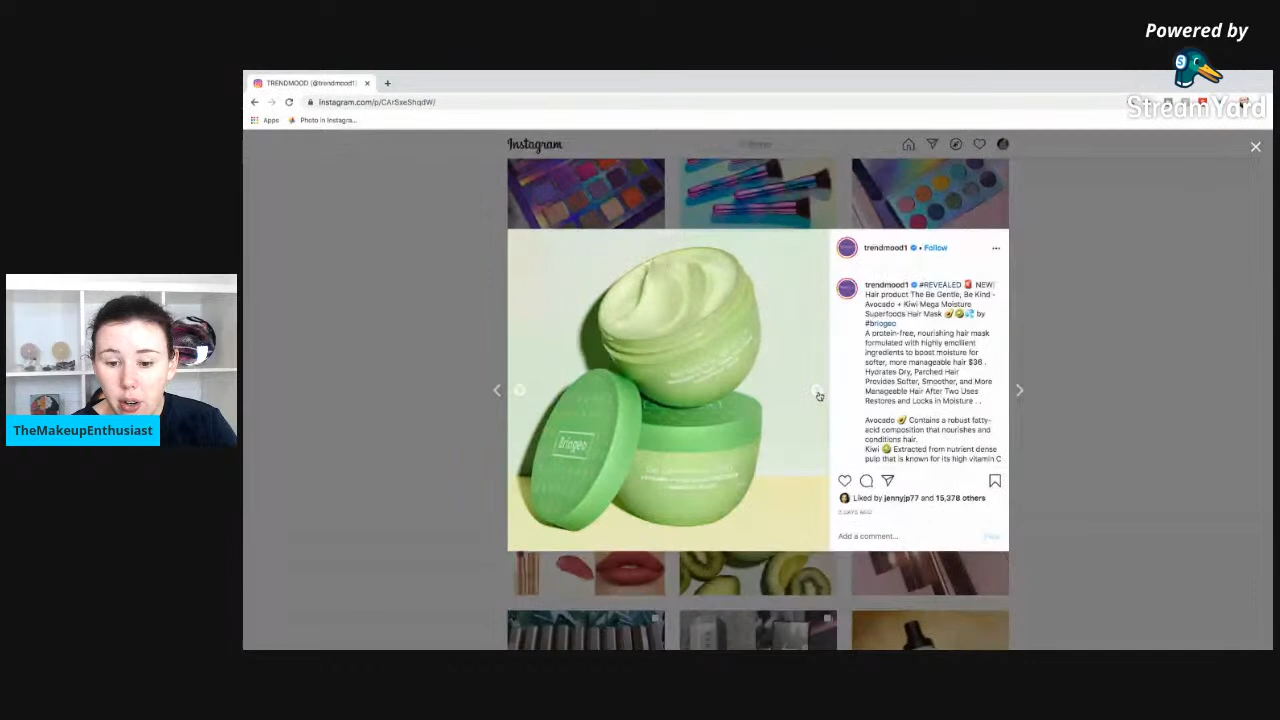 Powered by
StreamYard
TRENDMOOD (@trendmood1)
instagram.com/p/CArSxeShqdW/
Apps
Photo in Instagra...
Instagram
trendmood1 • Follow
trendmood1 #REVEALED 🚨 NEW!
Hair product The Be Gentle, Be Kind -
Avocado + Kiwi Mega Moisture
Superfoods Hair Mask 🥑🥝💦 by
#briogeo
A protein-free, nourishing hair mask
formulated with highly emollient
ingredients to boost moisture for
softer, more manageable hair $36 .
Hydrates Dry, Parched Hair
Provides Softer, Smoother, and More
Manageable Hair After Two Uses
Restores and Locks in Moisture . .
Avocado 🥑 Contains a robust fatty-
acid composition that nourishes and
conditions hair.
Kiwi 🥝 Extracted from nutrient dense
pulp that is known for its high vitamin C
Liked by jennyjp77 and 15,378 others
DAYS AGO
Add a comment...
Post
Briogeo
TheMakeupEnthusiast